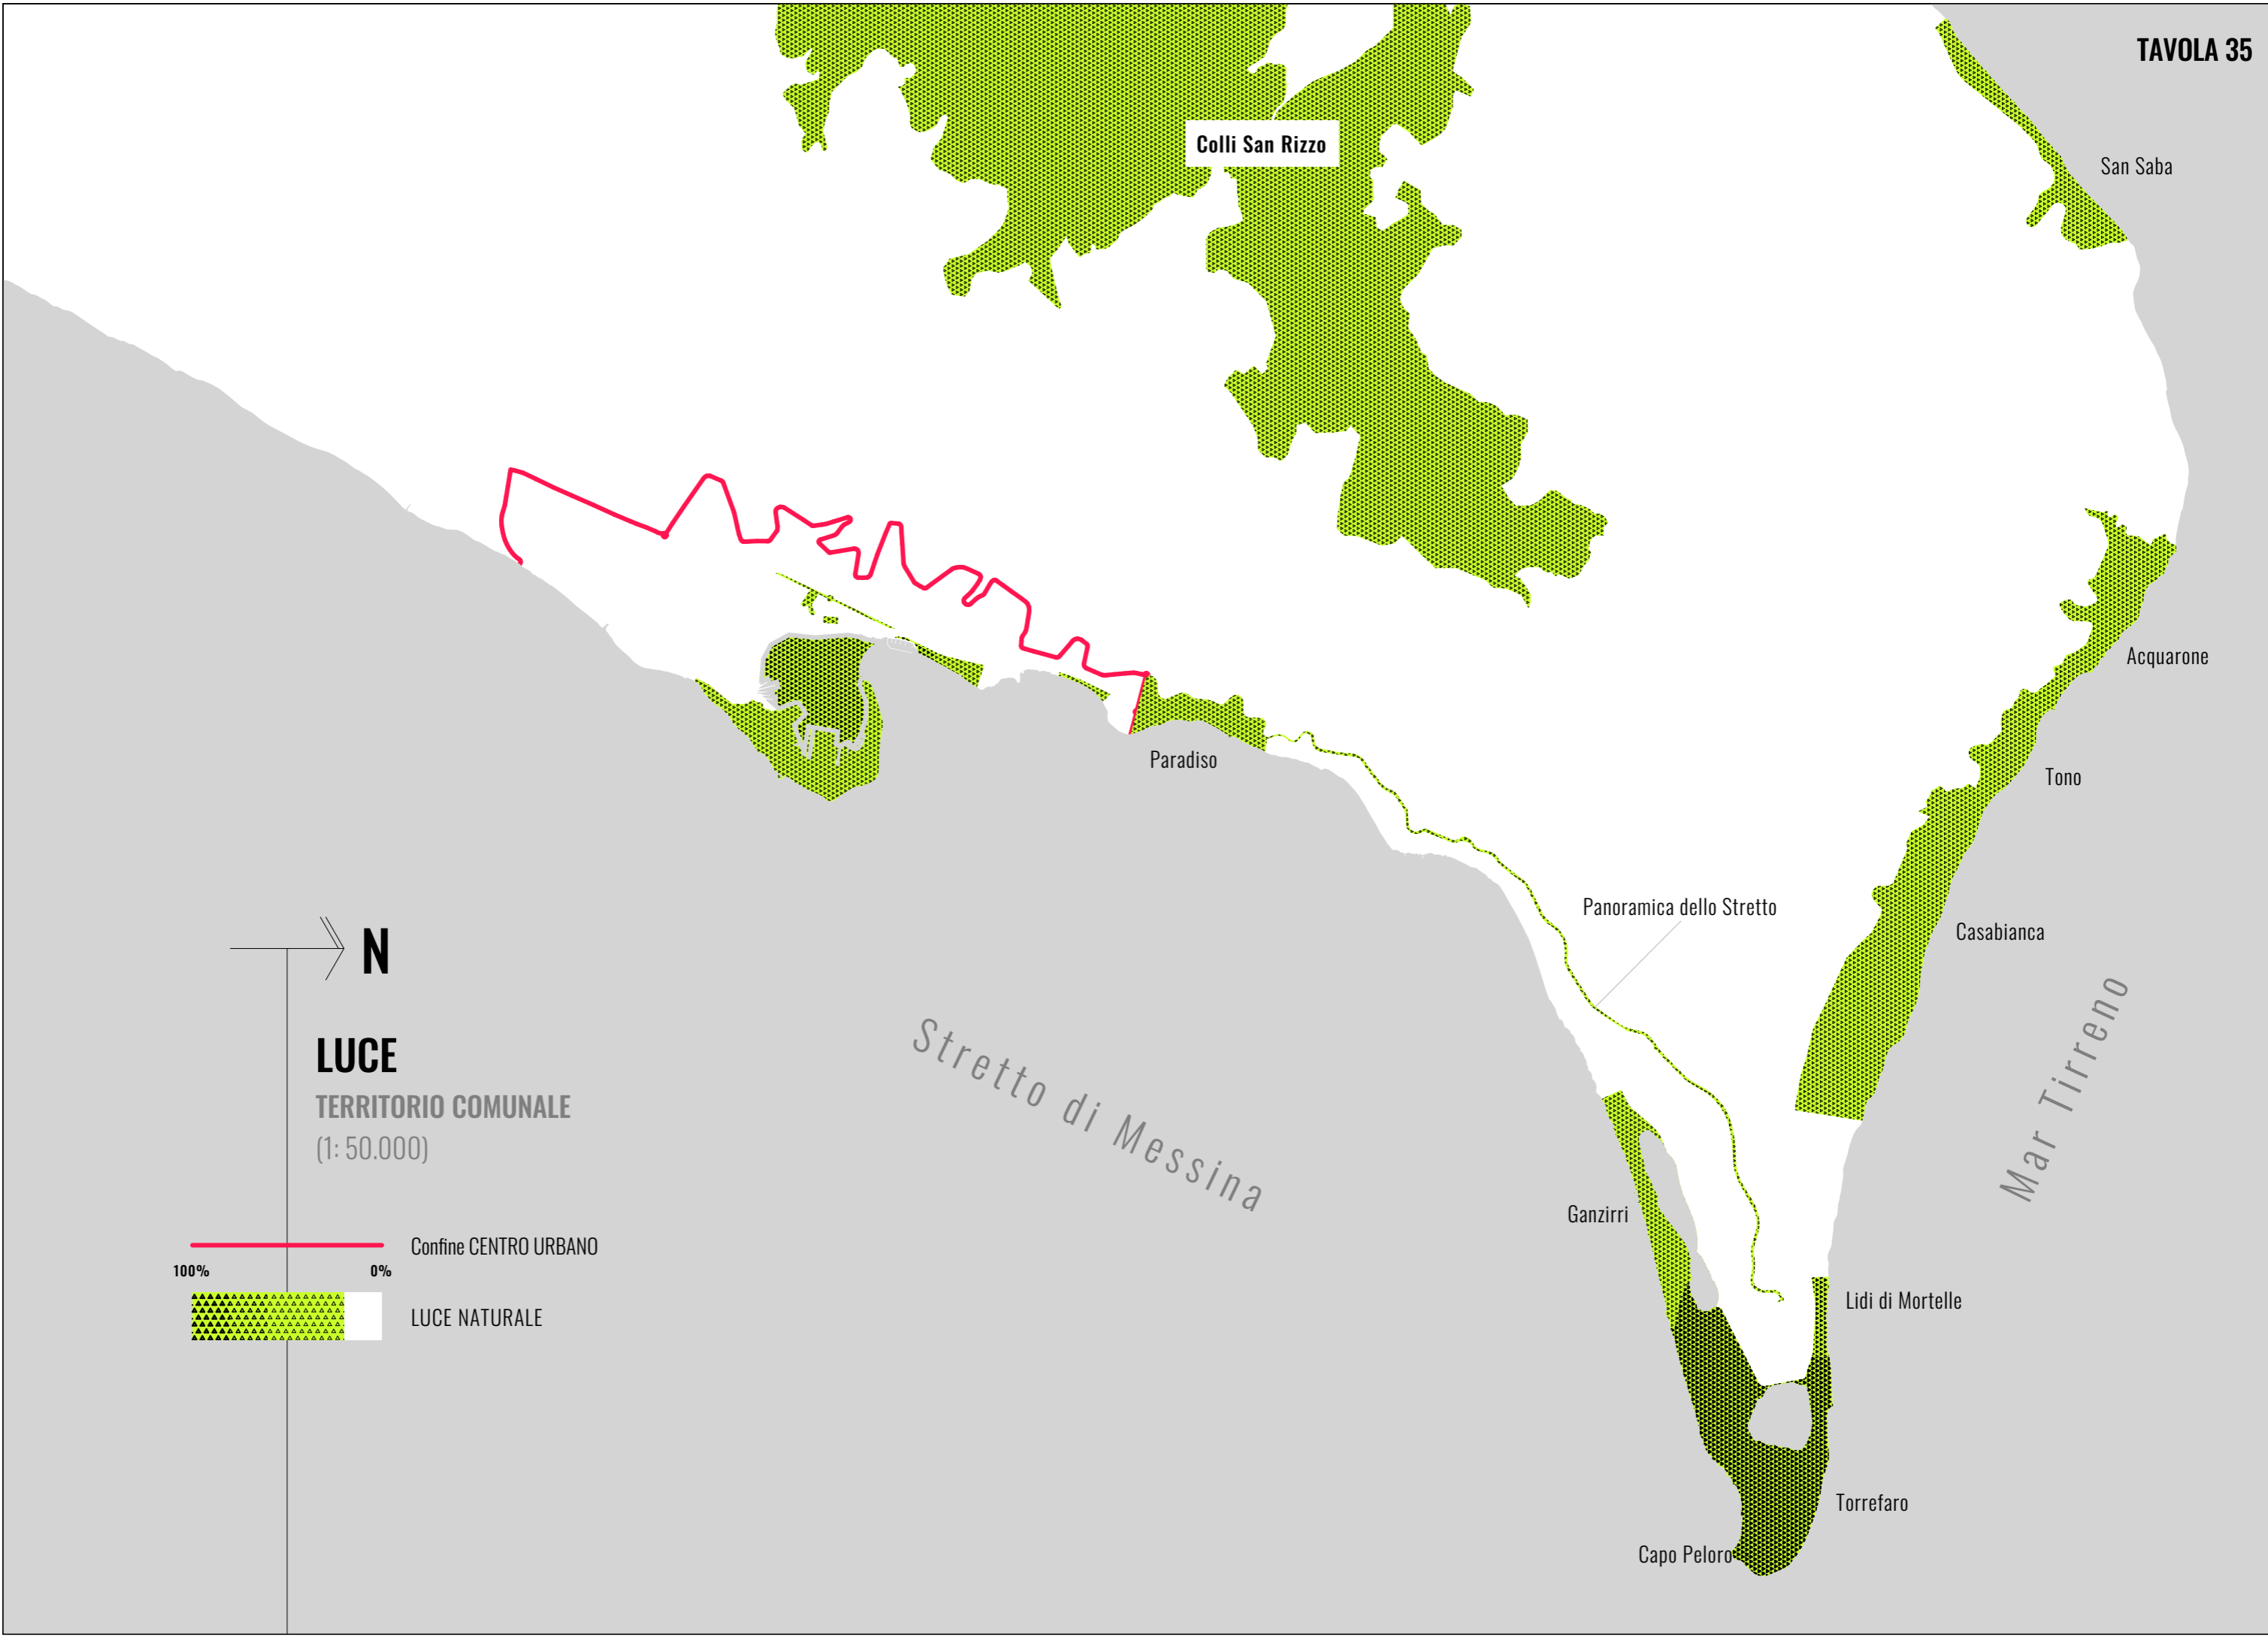 TAVOLA 35
Colli San Rizzo
San Saba
Acquarone
Paradiso
Tono
Panoramica dello Stretto
Casabianca
N
Stretto di Messina
Mar Tirreno
LUCE
TERRITORIO COMUNALE
(1: 50.000)
Ganzirri
Confine CENTRO URBANO
100% 0%
LUCE NATURALE
Lidi di Mortelle
Torrefaro
Capo Peloro